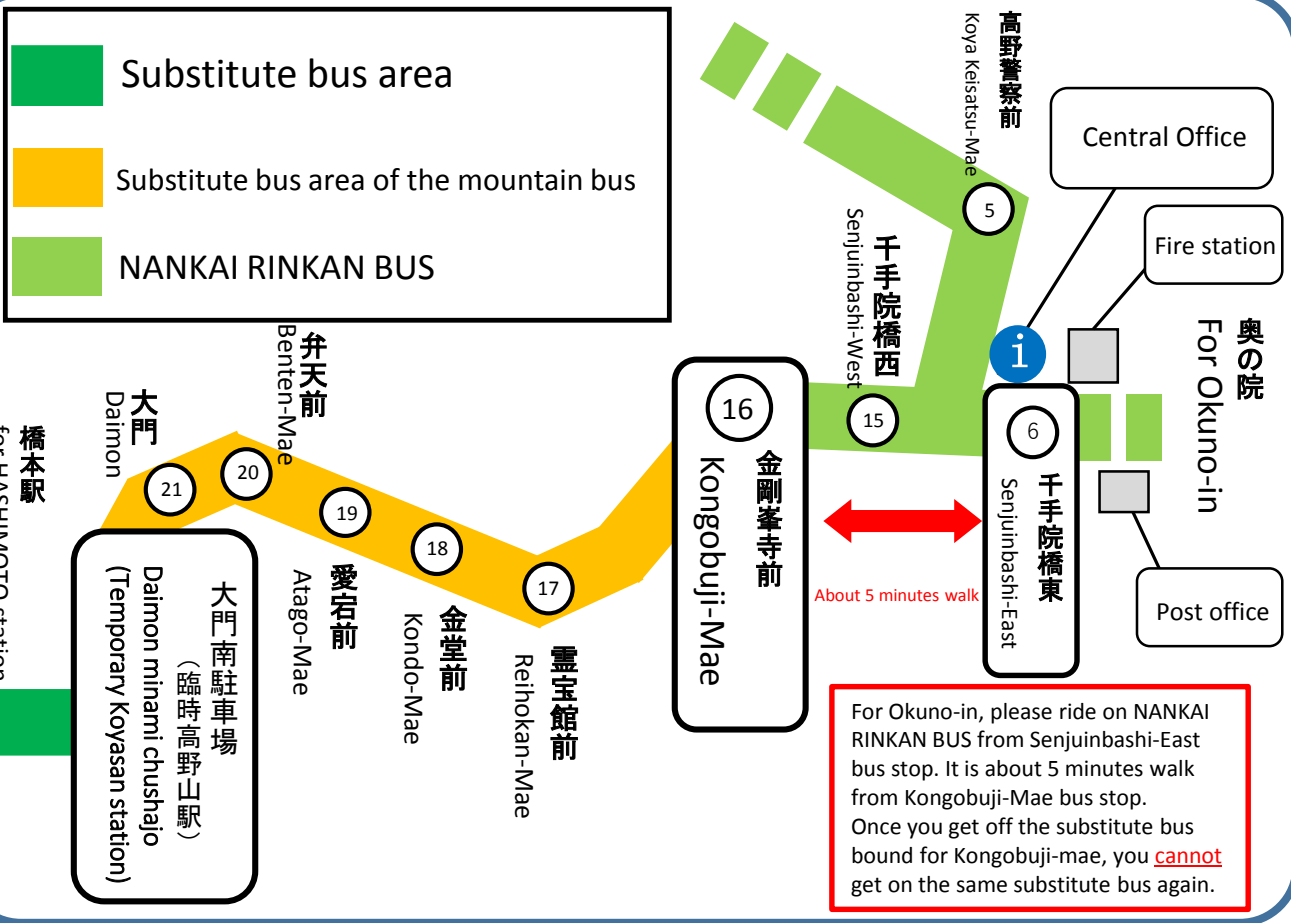 Substitute bus area
Substitute bus area of the mountain bus
NANKAI RINKAN BUS
高野警察前
Koya Keisatsu-Mae
5
Central Office
Fire station
千手院橋西
Senjuinbashi-West
15
i
奥の院
For Okuno-in
16
金剛峯寺前
Kongobuji-Mae
6
千手院橋東
Senjuinbashi-East
About 5 minutes walk
Post office
弁天前
Benten-Mae
大門
Daimon
橋本駅
for HASHIMOTO station
21
20
19
18
17
愛宕前
Atago-Mae
金堂前
Kondo-Mae
霊宝館前
Reihokan-Mae
大門南駐車場
（臨時高野山駅）
Daimon minami chushajo
(Temporary Koyasan station)
For Okuno-in, please ride on NANKAI
RINKAN BUS from Senjuinbashi-East
bus stop. It is about 5 minutes walk
from Kongobuji-Mae bus stop.
Once you get off the substitute bus
bound for Kongobuji-mae, you cannot
get on the same substitute bus again.